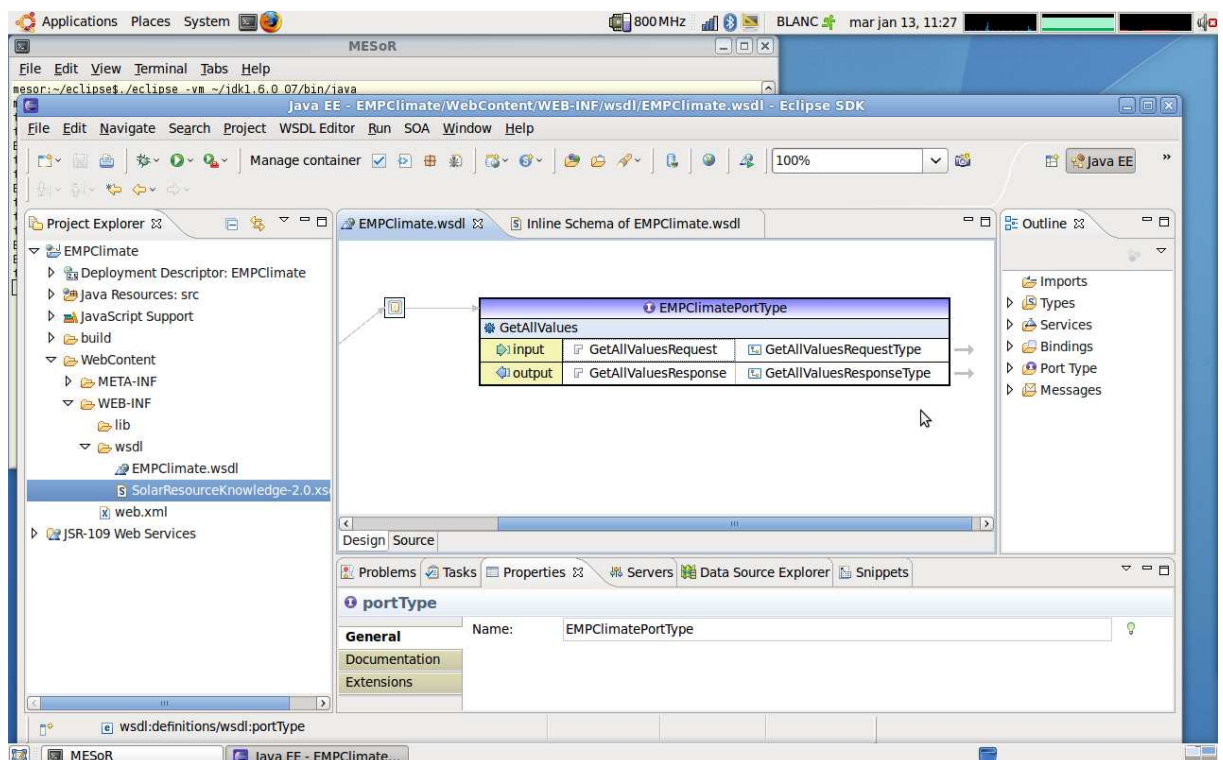 Applications Places System 800 MHz BLANC mar jan 13, 11:27
MESoR
File Edit View Terminal Tabs Help
mesor:~/eclipse$./eclipse -vm ~/jdk1.6.0_07/bin/java
Java EE - EMPClimate/WebContent/WEB-INF/wsdl/EMPClimate.wsdl - Eclipse SDK
File Edit Navigate Search Project WSDL Editor Run SOA Window Help
Manage container 100% Java EE »
Project Explorer
EMPClimate
Deployment Descriptor: EMPClimate
Java Resources: src
JavaScript Support
build
WebContent
META-INF
WEB-INF
lib
wsdl
EMPClimate.wsdl
SolarResourceKnowledge-2.0.xs
web.xml
JSR-109 Web Services
EMPClimate.wsdl Inline Schema of EMPClimate.wsdl
EMPClimatePortType
GetAllValues
input GetAllValuesRequest GetAllValuesRequestType
output GetAllValuesResponse GetAllValuesResponseType
Design Source
Outline
Imports
Types
Services
Bindings
Port Type
Messages
Problems Tasks Properties Servers Data Source Explorer Snippets
portType
General
Name: EMPClimatePortType
Documentation
Extensions
wsdl:definitions/wsdl:portType
MESoR Java EE - EMPClimate...